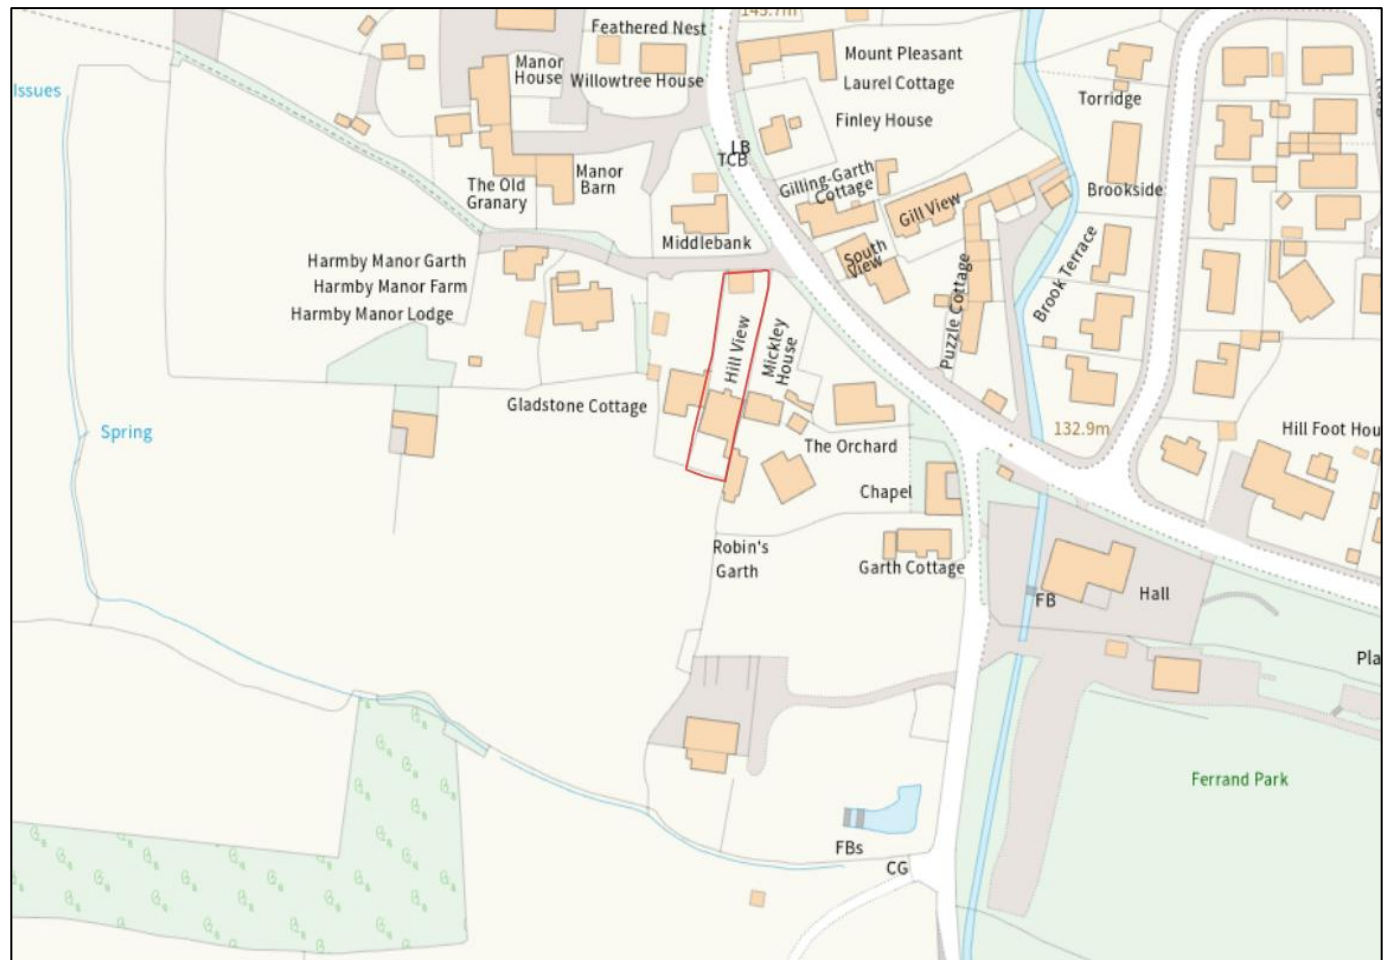 143.7m
Feathered Nest
Mount Pleasant
Manor
House
Willowtree House
Laurel Cottage
Issues
Torridge
Finley House
LB
TCB
Manor
Barn
The Old
Granary
Gilling-Garth
Cottage
Brookside
Gill View
Middlebank
South
View
Harmby Manor Garth
Harmby Manor Farm
Harmby Manor Lodge
Puzzle Cottage
Brook Terrace
Hill View
Mickley
House
Gladstone Cottage
Spring
132.9m
Hill Foot Hou
The Orchard
Chapel
Robin's
Garth
Garth Cottage
Hall
FB
Pla
Ferrand Park
FBs
CG